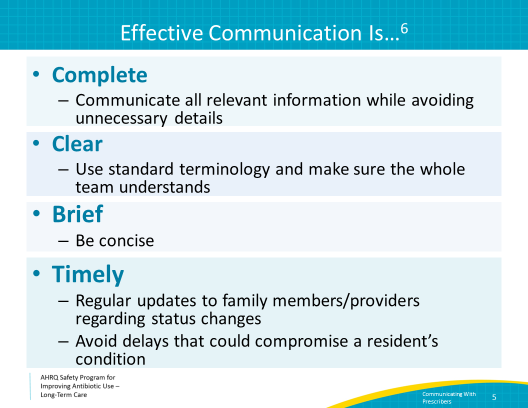 Effective Communication Is…6
• Complete
– Communicate all relevant information while avoiding
unnecessary details
• Clear
– Use standard terminology and make sure the whole
team understands
• Brief
– Be concise
• Timely
– Regular updates to family members/providers
regarding status changes
– Avoid delays that could compromise a resident’s
condition
AHRQ Safety Program for
Improving Antibiotic Use –
Long-Term Care
Communicating With
Prescribers
5